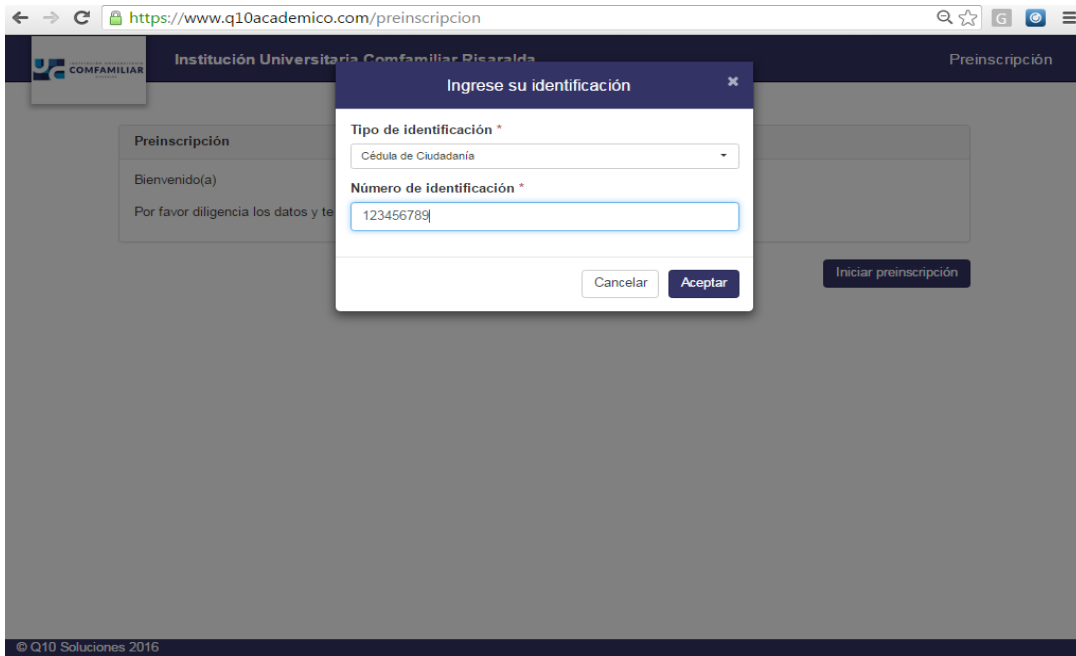 https://www.q10academico.com/preinscripcion
G
COMFAMILIAR
Institución Universitaria Comfamiliar Risaralda
Preinscripción
Ingrese su identificación
Tipo de identificación *
Cédula de Ciudadanía
Número de identificación *
123456789
Cancelar
Aceptar
Preinscripción
Bienvenido(a)
Por favor diligencia los datos y te
Iniciar preinscripción
© Q10 Soluciones 2016